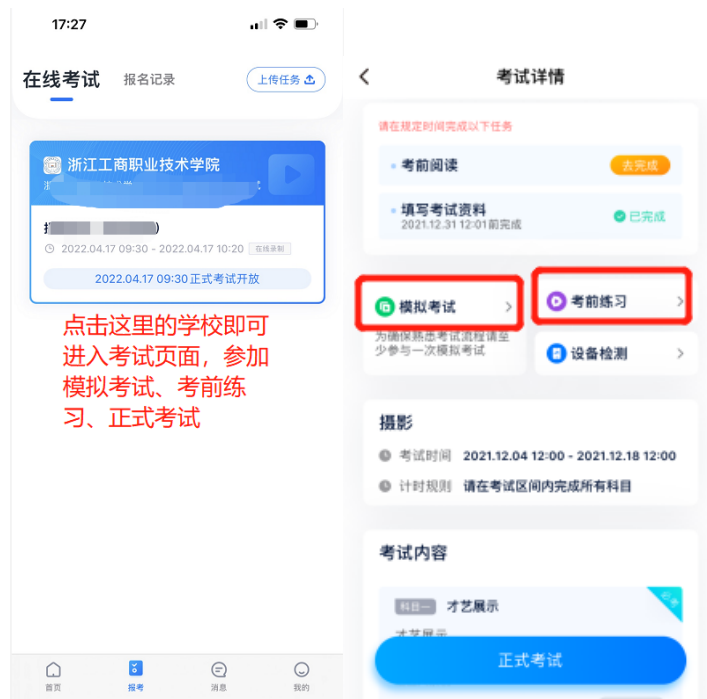 17:27
在线考试
报名记录
上传任务
浙江工商职业技术学院
2022.04.17 09:30 - 2022.04.17 10:20 在线录制
2022.04.17 09:30正式考试开放
点击这里的学校即可
进入考试页面，参加
模拟考试、考前练
习、正式考试
首页
报考
消息
我的
考试详情
请在规定时间完成以下任务
考前阅读
去完成
填写考试资料
2021.12.31 12:01前完成
已完成
模拟考试
为确保熟悉考试流程请至
少参与一次模拟考试
考前练习
设备检测
摄影
考试时间 2021.12.04 12:00 - 2021.12.18 12:00
计时规则 请在考试区间内完成所有科目
考试内容
科目一 才艺展示
才艺展示
正式考试